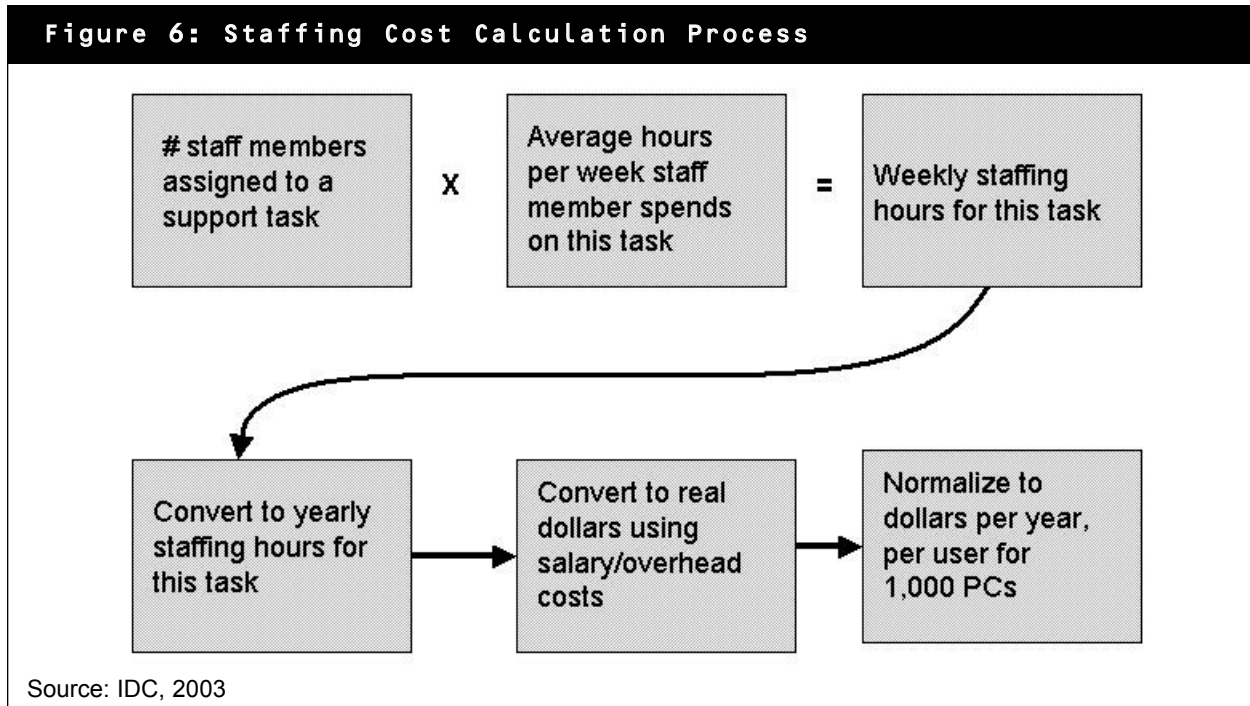 Figure 6: Staffing Cost Calculation Process
# staff members
assigned to a
support task
X
Average hours
per week staff
member spends
on this task
=
Weekly staffing
hours for this task
Convert to yearly
staffing hours for
this task
Convert to real
dollars using
salary/overhead
costs
Normalize to
dollars per year,
per user for
1,000 PCs
Source: IDC, 2003